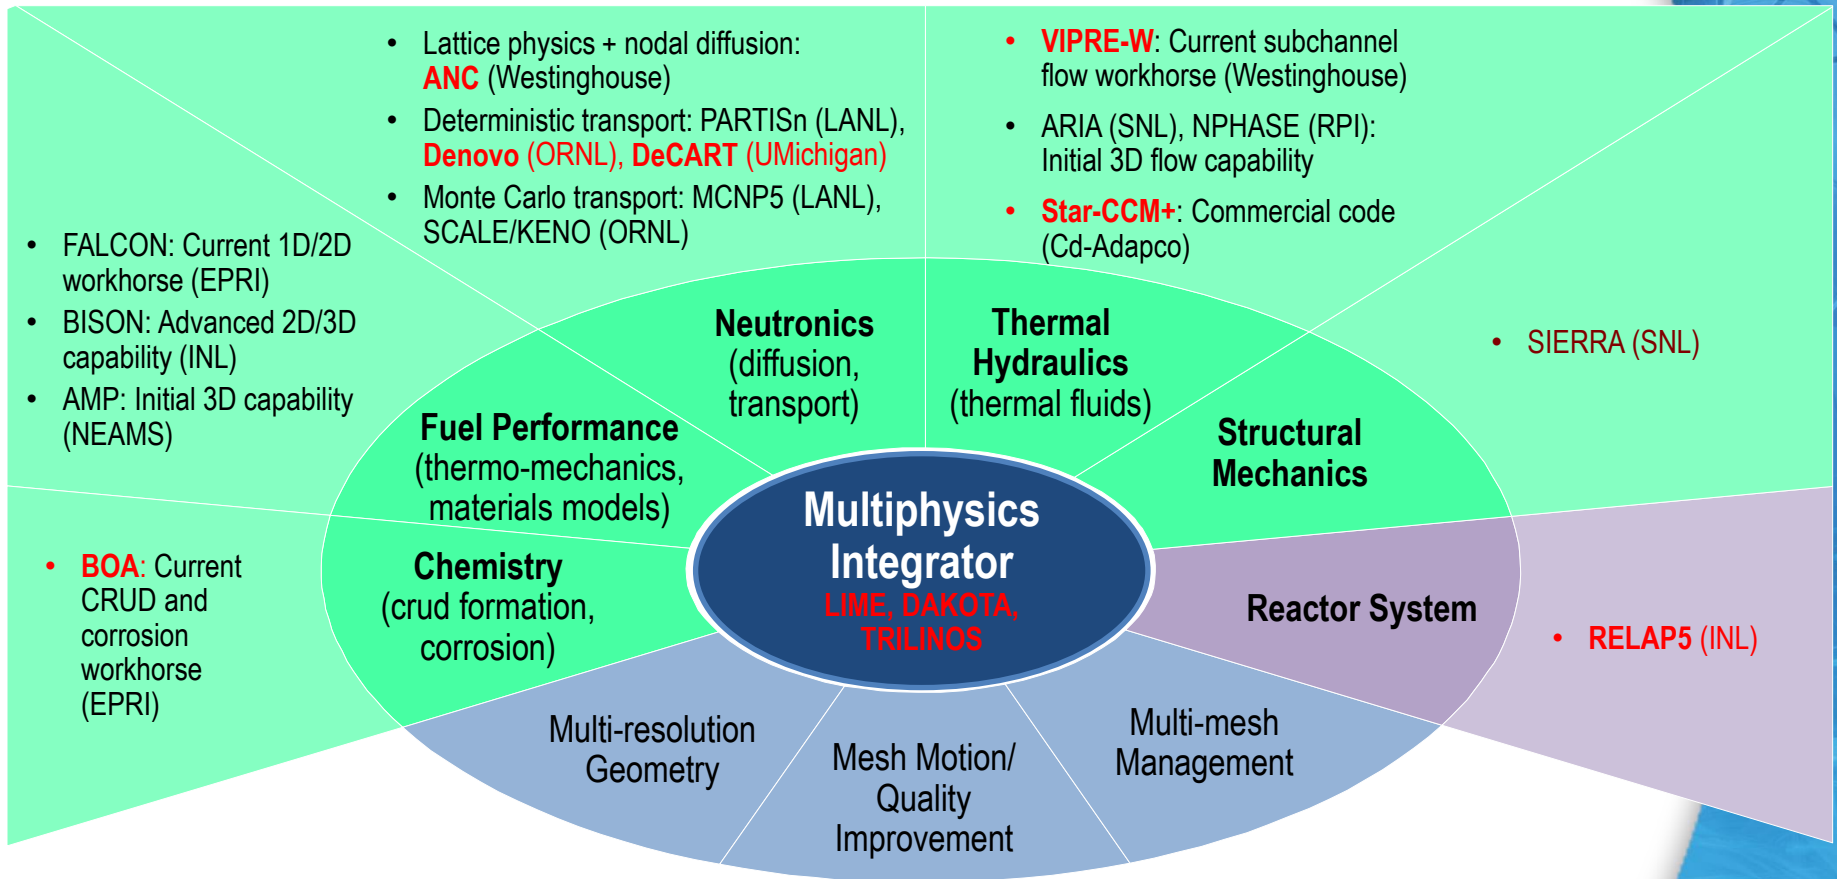 • Lattice physics + nodal diffusion:
ANC (Westinghouse)
• Deterministic transport: PARTISn (LANL),
Denovo (ORNL), DeCART (UMichigan)
• Monte Carlo transport: MCNP5 (LANL),
SCALE/KENO (ORNL)
• VIPRE-W: Current subchannel
flow workhorse (Westinghouse)
• ARIA (SNL), NPHASE (RPI):
Initial 3D flow capability
• Star-CCM+: Commercial code
(Cd-Adapco)
• FALCON: Current 1D/2D
workhorse (EPRI)
• BISON: Advanced 2D/3D
capability (INL)
• AMP: Initial 3D capability
(NEAMS)
• SIERRA (SNL)
Neutronics
(diffusion,
transport)
Thermal
Hydraulics
(thermal fluids)
Fuel Performance
(thermo-mechanics,
materials models)
Structural
Mechanics
Multiphysics
Integrator
LIME, DAKOTA,
TRILINOS
• BOA: Current
CRUD and
corrosion
workhorse
(EPRI)
Chemistry
(crud formation,
corrosion)
Reactor System
• RELAP5 (INL)
Multi-resolution
Geometry
Mesh Motion/
Quality
Improvement
Multi-mesh
Management